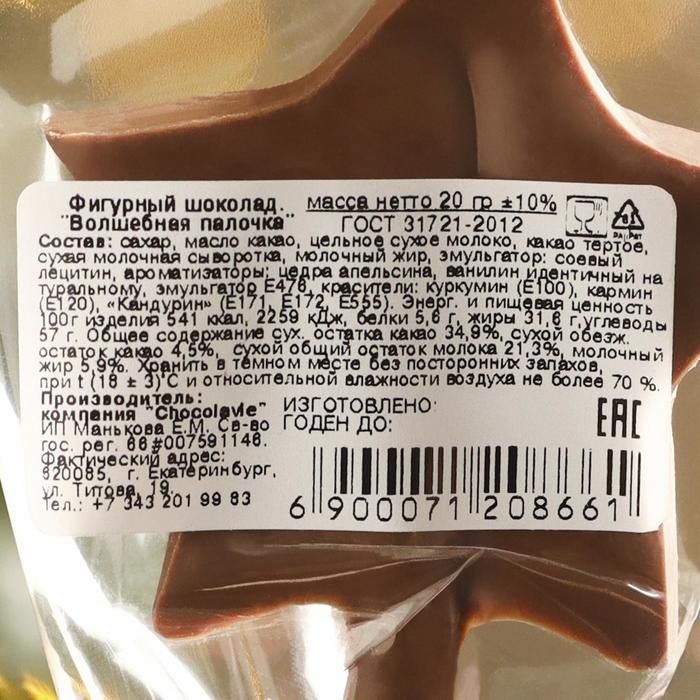 Фигурный шоколад. масса нетто 20 гр ±10%
"Волшебная палочка" ГОСТ 31721-2012
Состав: сахар, масло какао, цельное сухое молоко, какао тертое,
сухая молочная сыворотка, молочный жир, эмульгатор: соевый
лецитин, ароматизаторы: цедра апельсина, ванилин идентичный на
туральному, эмульгатор Е476, красители: куркумин (Е100), кармин
(Е120), «Кандурин» (Е171, Е172, Е555). Энерг. и пищевая ценность
100г изделия 541 ккал, 2259 кДж, белки 5,6 г, жиры 31,6 г,углеводы
57 г. Общее содержание сух. остатка какао 34,9%, сухой обезж.
остаток какао 4,5%, сухой общий остаток молока 21,3%, молочный
жир 5,9%. Хранить в темном месте без посторонних запахов,
при t (18 ± 3)°С и относительной влажности воздуха не более 70 %.
Производитель:
компания "Chocolavie"
ИП Манькова Е.М. Св-во
гос. рег. 66#007591146.
Фактический адрес:
620085, г. Екатеринбург,
ул. Титова, 19.
Тел.: +7 343 201 99 83
ИЗГОТОВЛЕНО:
ГОДЕН ДО:
ЕАС
6 900071 208661